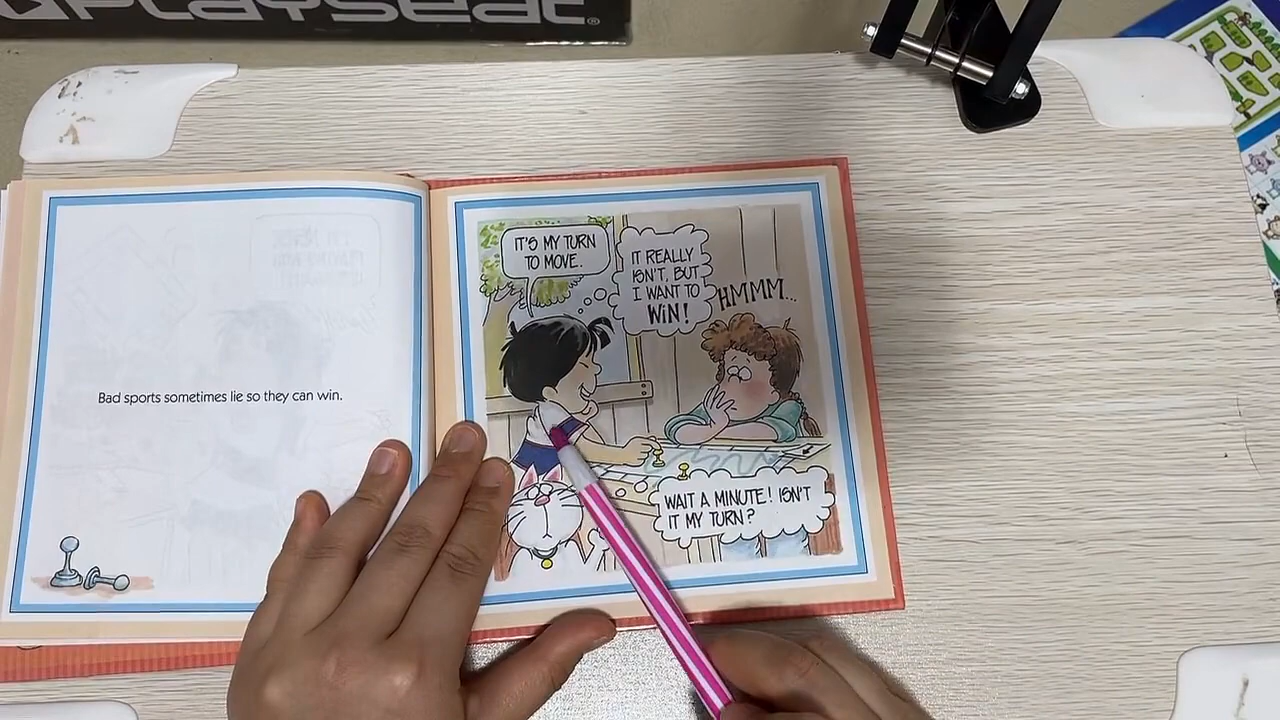 PLAYSEAT®
Bad sports sometimes lie so they can win.
IT'S MY TURN
TO MOVE.
IT REALLY
ISN'T, BUT
I WANT TO
WIN!
HMMM...
WAIT A MINUTE! ISN'T
IT MY TURN?